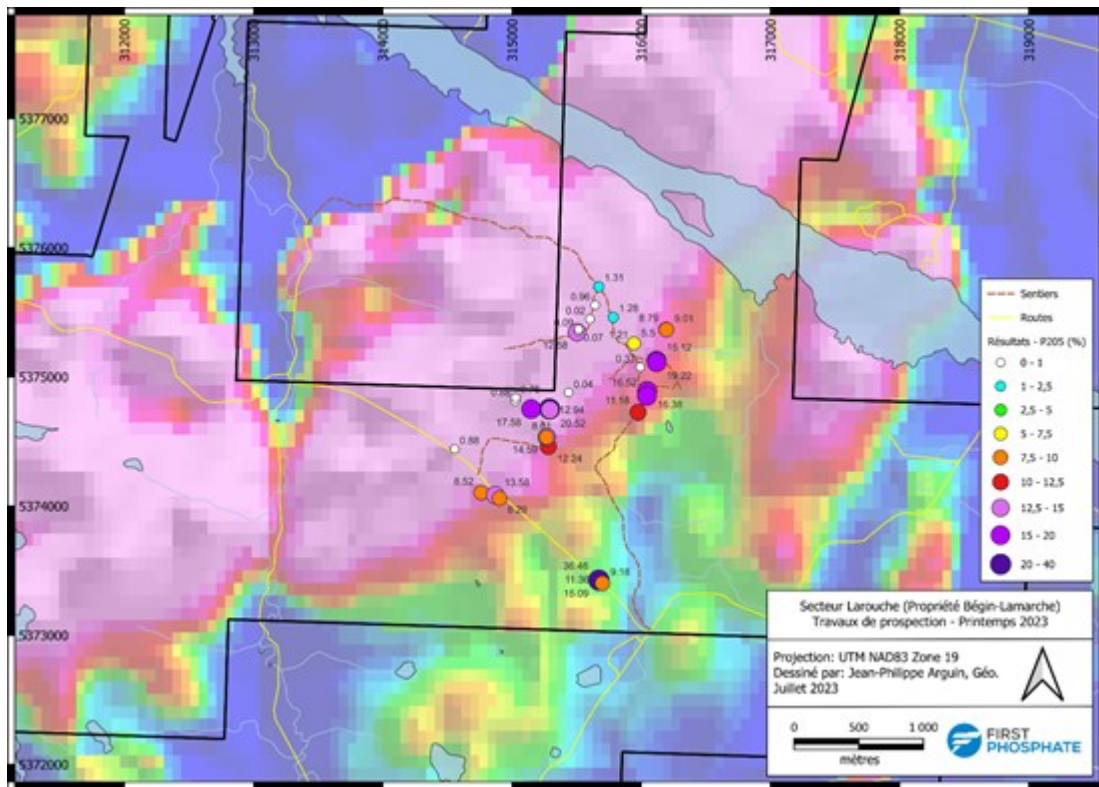 312000
313000
314000
315000
316000
317000
318000
319000
5377000
5376000
5375000
5374000
5373000
5372000
1.31
0.96
0.02
1.28
0.09
0.07
12.58
1.21
8.79
9.01
5.5
0.37
15.12
19.22
16.52
11.58
16.38
0.04
17.58
12.94
20.52
8.51
14.59
12.24
0.88
8.52
13.58
8.29
36.46
9.18
11.36
15.09
Sentiers
Routes
Résultats - P2O5 (%)
0 - 1
1 - 2,5
2,5 - 5
5 - 7,5
7,5 - 10
10 - 12,5
12,5 - 15
15 - 20
20 - 40
Secteur Larouche (Propriété Bégin-Lamarche)
Travaux de prospection - Printemps 2023
Projection: UTM NAD83 Zone 19
Dessiné par: Jean-Philippe Arguin, Géo.
Juillet 2023
0 500 1 000
mètres
FIRST
PHOSPHATE